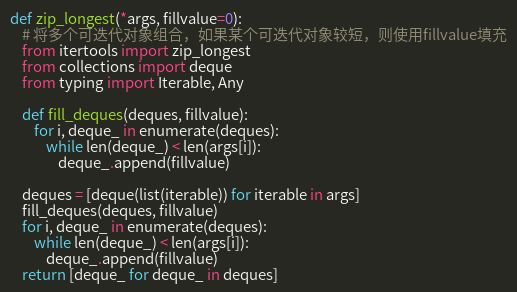 def zip_longest(*args, fillvalue=0):
    # 将多个可迭代对象组合，如果某个可迭代对象较短，则使用fillvalue填充
    from itertools import zip_longest
    from collections import deque
    from typing import Iterable, Any

    def fill_deques(deques, fillvalue):
        for i, deque_ in enumerate(deques):
            while len(deque_) < len(args[i]):
                deque_.append(fillvalue)

    deques = [deque(list(iterable)) for iterable in args]
    fill_deques(deques, fillvalue)
    for i, deque_ in enumerate(deques):
        while len(deque_) < len(args[i]):
            deque_.append(fillvalue)
    return [deque_ for deque_ in deques]